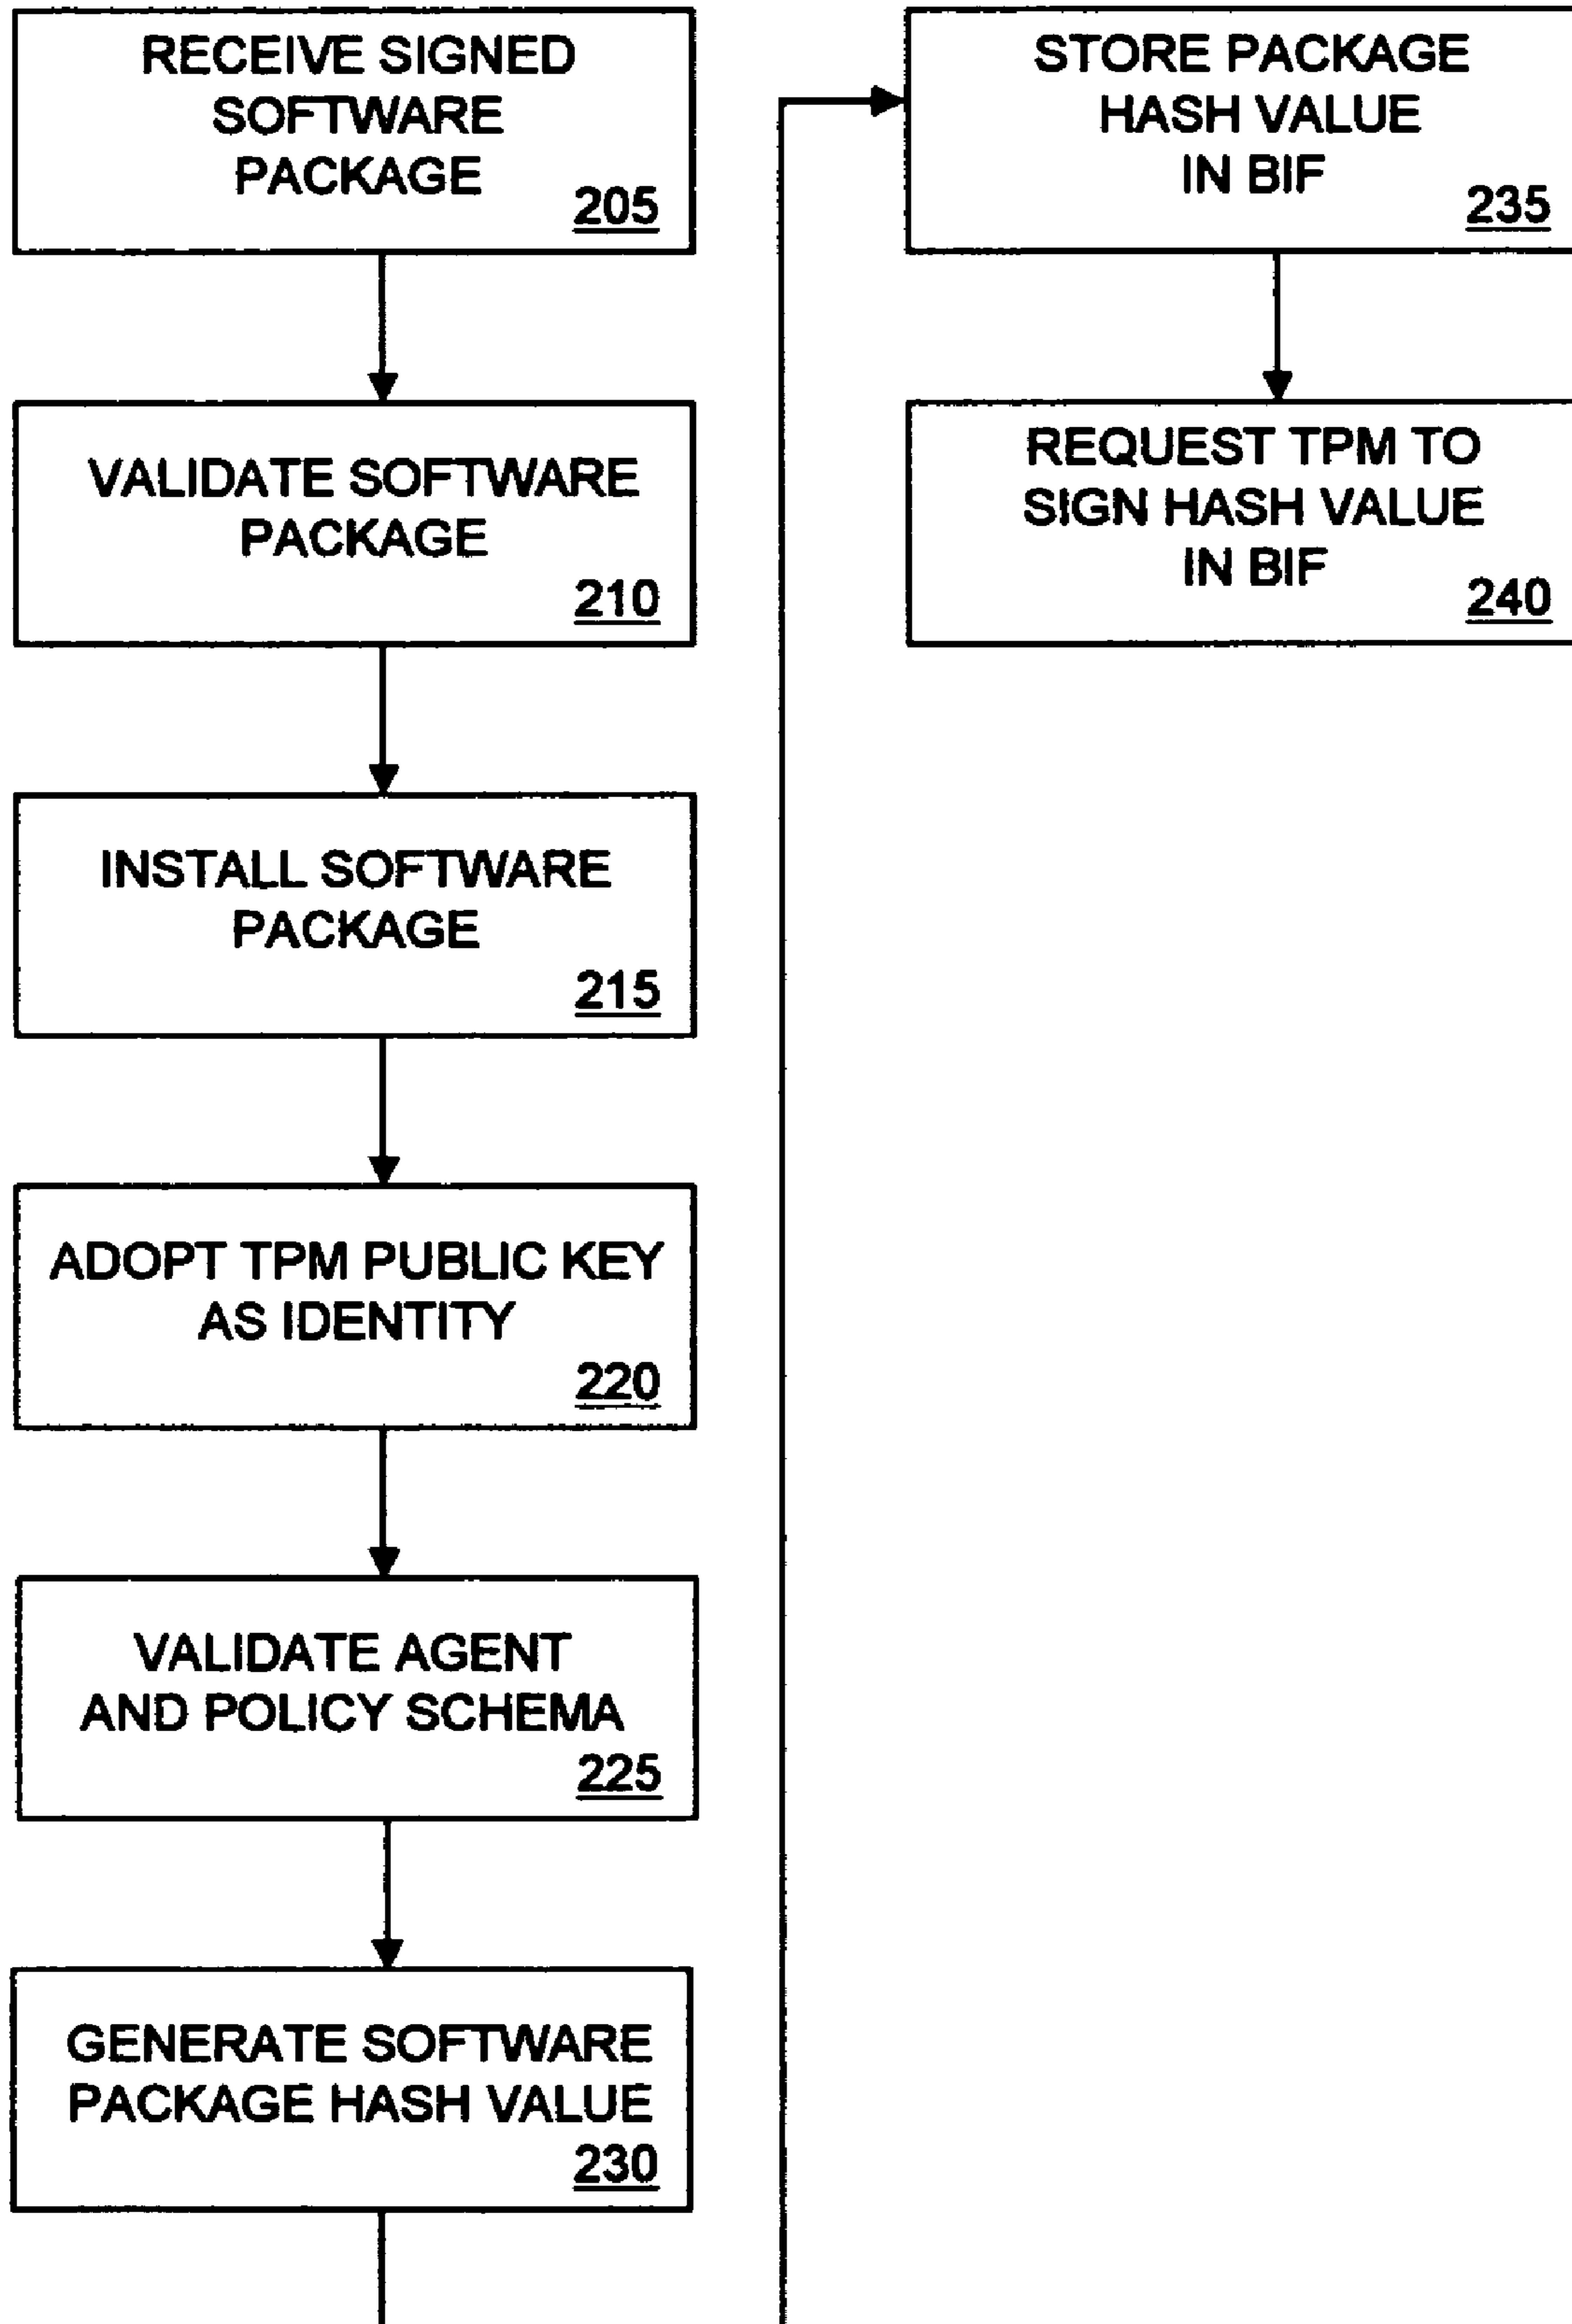 RECEIVE SIGNED
SOFTWARE
PACKAGE
205
VALIDATE SOFTWARE
PACKAGE
210
INSTALL SOFTWARE
PACKAGE
215
ADOPT TPM PUBLIC KEY
AS IDENTITY
220
VALIDATE AGENT
AND POLICY SCHEMA
225
GENERATE SOFTWARE
PACKAGE HASH VALUE
230
STORE PACKAGE
HASH VALUE
IN BIF
235
REQUEST TPM TO
SIGN HASH VALUE
IN BIF
240